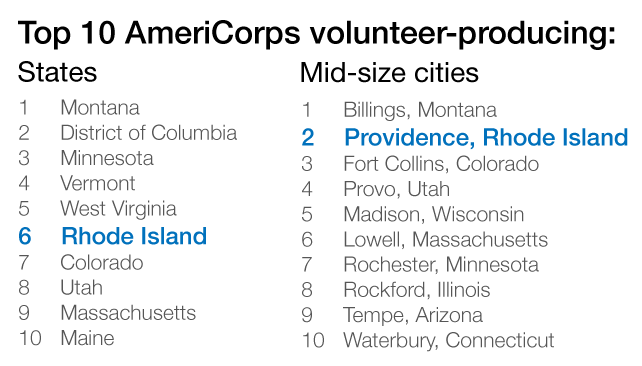 Top 10 AmeriCorps volunteer-producing:
States
1 Montana
2 District of Columbia
3 Minnesota
4 Vermont
5 West Virginia
6 Rhode Island
7 Colorado
8 Utah
9 Massachusetts
10 Maine
Mid-size cities
1 Billings, Montana
2 Providence, Rhode Island
3 Fort Collins, Colorado
4 Provo, Utah
5 Madison, Wisconsin
6 Lowell, Massachusetts
7 Rochester, Minnesota
8 Rockford, Illinois
9 Tempe, Arizona
10 Waterbury, Connecticut